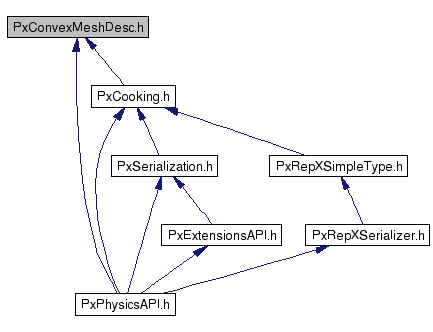 PxConvexMeshDesc.h
PxCooking.h
PxSerialization.h
PxRepXSimpleType.h
PxExtensionsAPI.h
PxRepXSerializer.h
PxPhysicsAPI.h